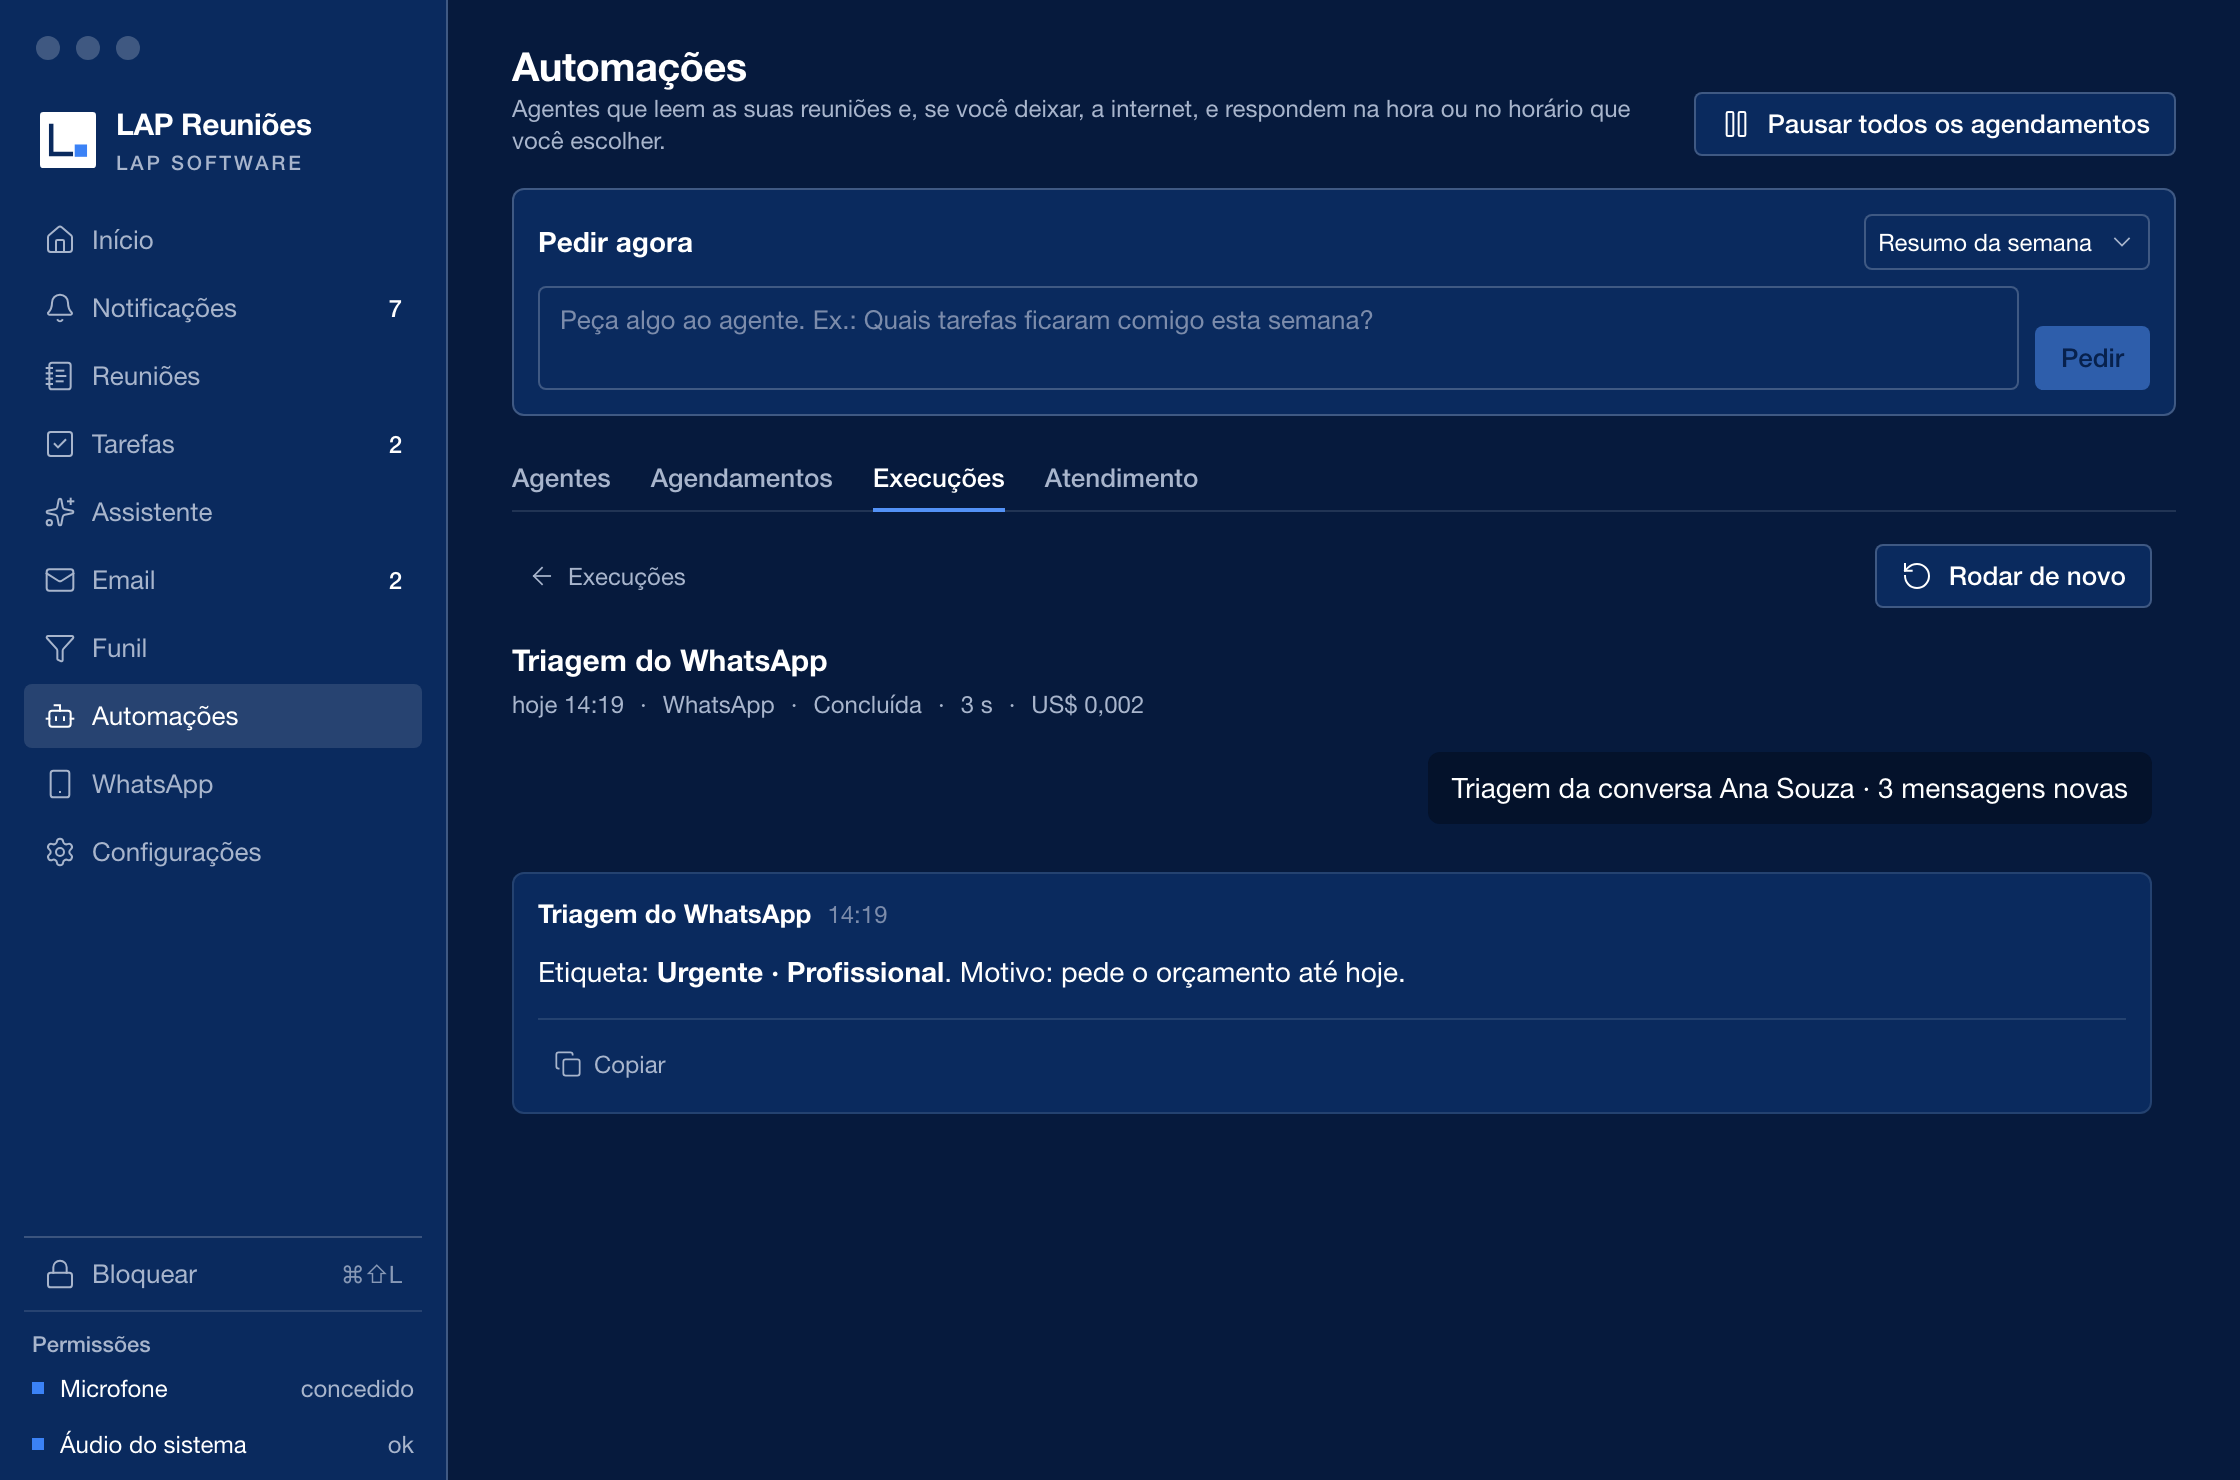 LAP Reuniões
LAP SOFTWARE
Início
Notificações 7
Reuniões
Tarefas 2
Assistente
Email 2
Funil
Automações
WhatsApp
Configurações
Bloquear ⌘⇧L
Permissões
Microfone concedido
Áudio do sistema ok
Automações
Agentes que leem as suas reuniões e, se você deixar, a internet, e respondem na hora ou no horário que
você escolher.
Pausar todos os agendamentos
Pedir agora
Resumo da semana
Peça algo ao agente. Ex.: Quais tarefas ficaram comigo esta semana?
Pedir
Agentes Agendamentos Execuções Atendimento
Execuções
Rodar de novo
Triagem do WhatsApp
hoje 14:19 · WhatsApp · Concluída · 3 s · US$ 0,002
Triagem da conversa Ana Souza · 3 mensagens novas
Triagem do WhatsApp 14:19
Etiqueta: Urgente · Profissional. Motivo: pede o orçamento até hoje.
Copiar